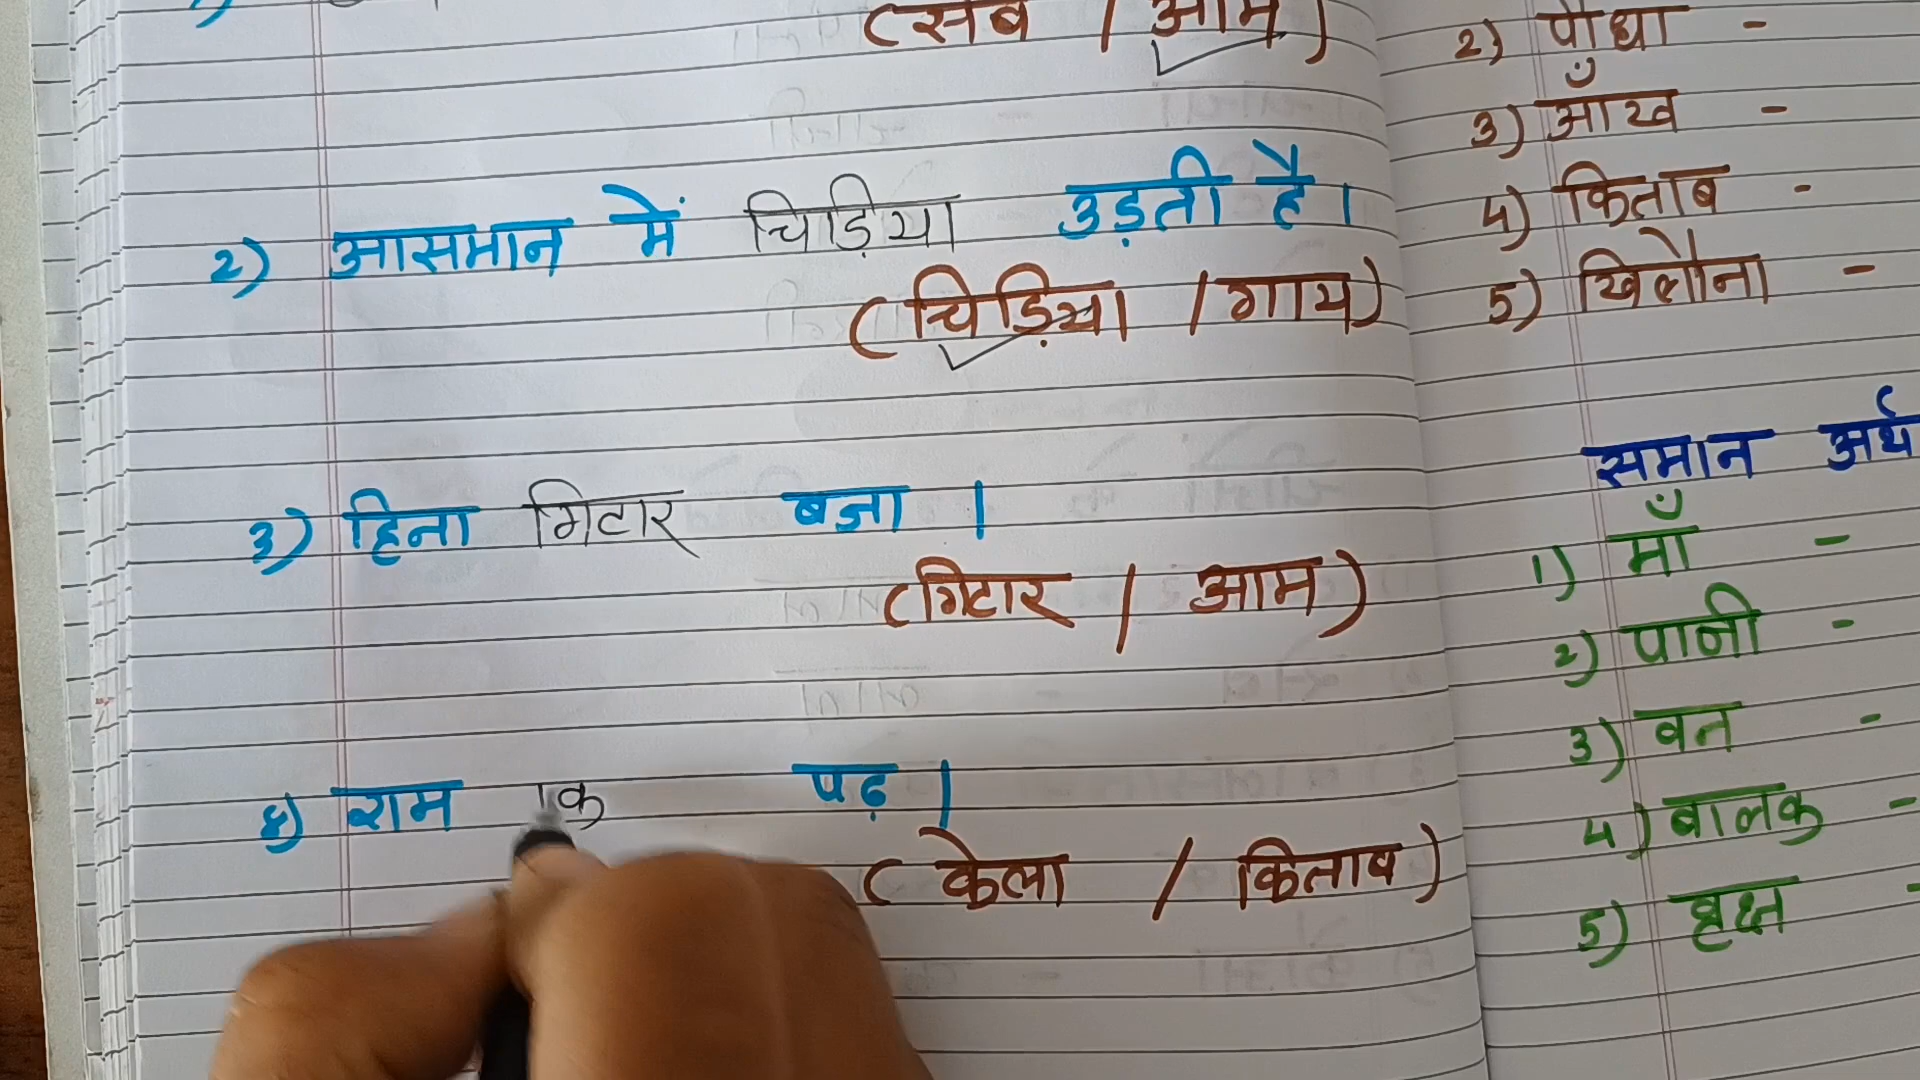 (सेब / आम)
2) आसमान में चिड़िया उड़ती है।
(चिड़िया / गाय)
3) हिना गिटार बजा ।
(गिटार / आम)
४) राम कि पढ़ ।
( केला / किताब )
2) पौधा -
3) आँख -
4) किताब -
5) खिलौना -
समान अर्थ
1) माँ -
2) पानी -
3) वन -
4) बालक -
5) वृक्ष -